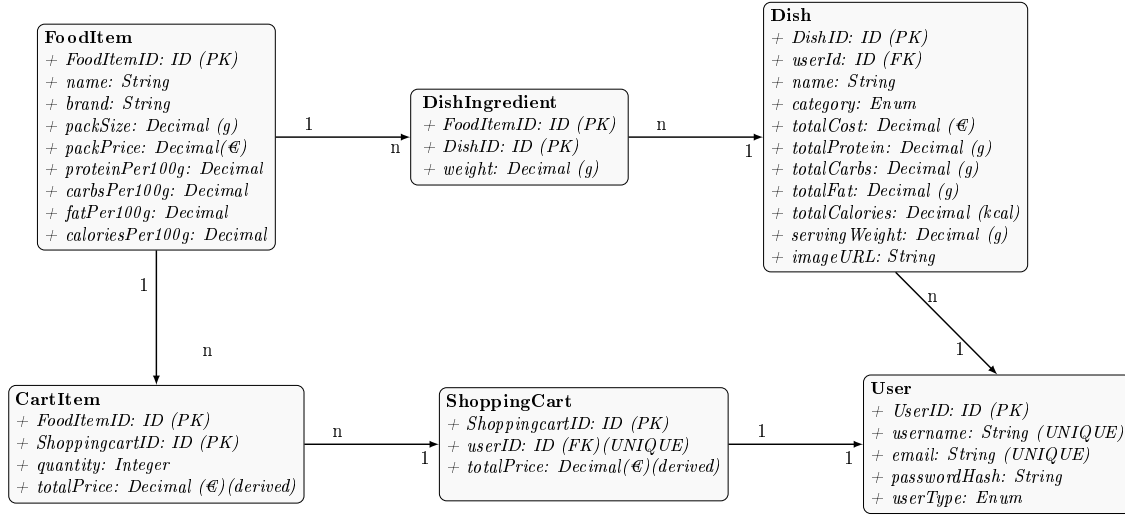 FoodItem
+ FoodItemID: ID (PK)
+ name: String
+ brand: String
+ packSize: Decimal (g)
+ packPrice: Decimal(€)
+ proteinPer100g: Decimal
+ carbsPer100g: Decimal
+ fatPer100g: Decimal
+ caloriesPer100g: Decimal
1
n
DishIngredient
+ FoodItemID: ID (PK)
+ DishID: ID (PK)
+ weight: Decimal (g)
n
1
Dish
+ DishID: ID (PK)
+ userId: ID (FK)
+ name: String
+ category: Enum
+ totalCost: Decimal (€)
+ totalProtein: Decimal (g)
+ totalCarbs: Decimal (g)
+ totalFat: Decimal (g)
+ totalCalories: Decimal (kcal)
+ servingWeight: Decimal (g)
+ imageURL: String
1
n
n
1
CartItem
+ FoodItemID: ID (PK)
+ ShoppingcartID: ID (PK)
+ quantity: Integer
+ totalPrice: Decimal (€)(derived)
n
1
ShoppingCart
+ ShoppingcartID: ID (PK)
+ userID: ID (FK)(UNIQUE)
+ totalPrice: Decimal(€)(derived)
1
1
User
+ UserID: ID (PK)
+ username: String (UNIQUE)
+ email: String (UNIQUE)
+ passwordHash: String
+ userType: Enum